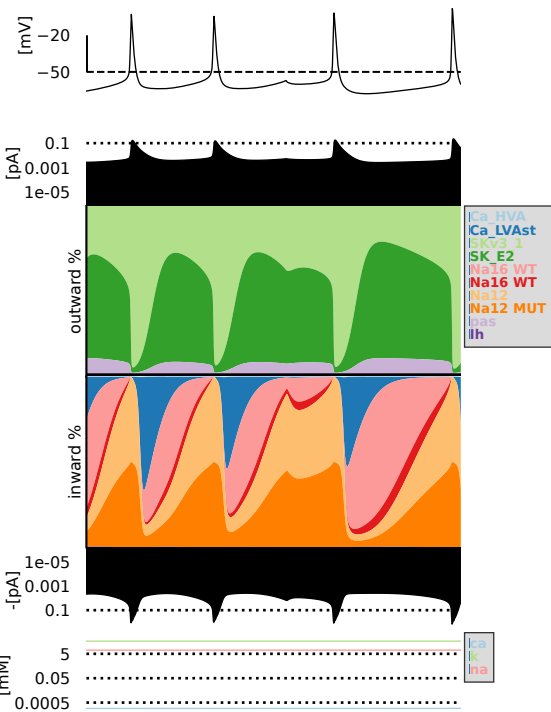 [mV]
−20
−50
[pA]
0.1
0.001
1e-05
outward %
Ca_HVA
Ca_LVAst
SKv3_1
SK_E2
Na16 WT
Na16 WT
Na12
Na12 MUT
pas
Ih
inward %
-[pA]
1e-05
0.001
0.1
[mM]
5
0.05
0.0005
ca
k
na